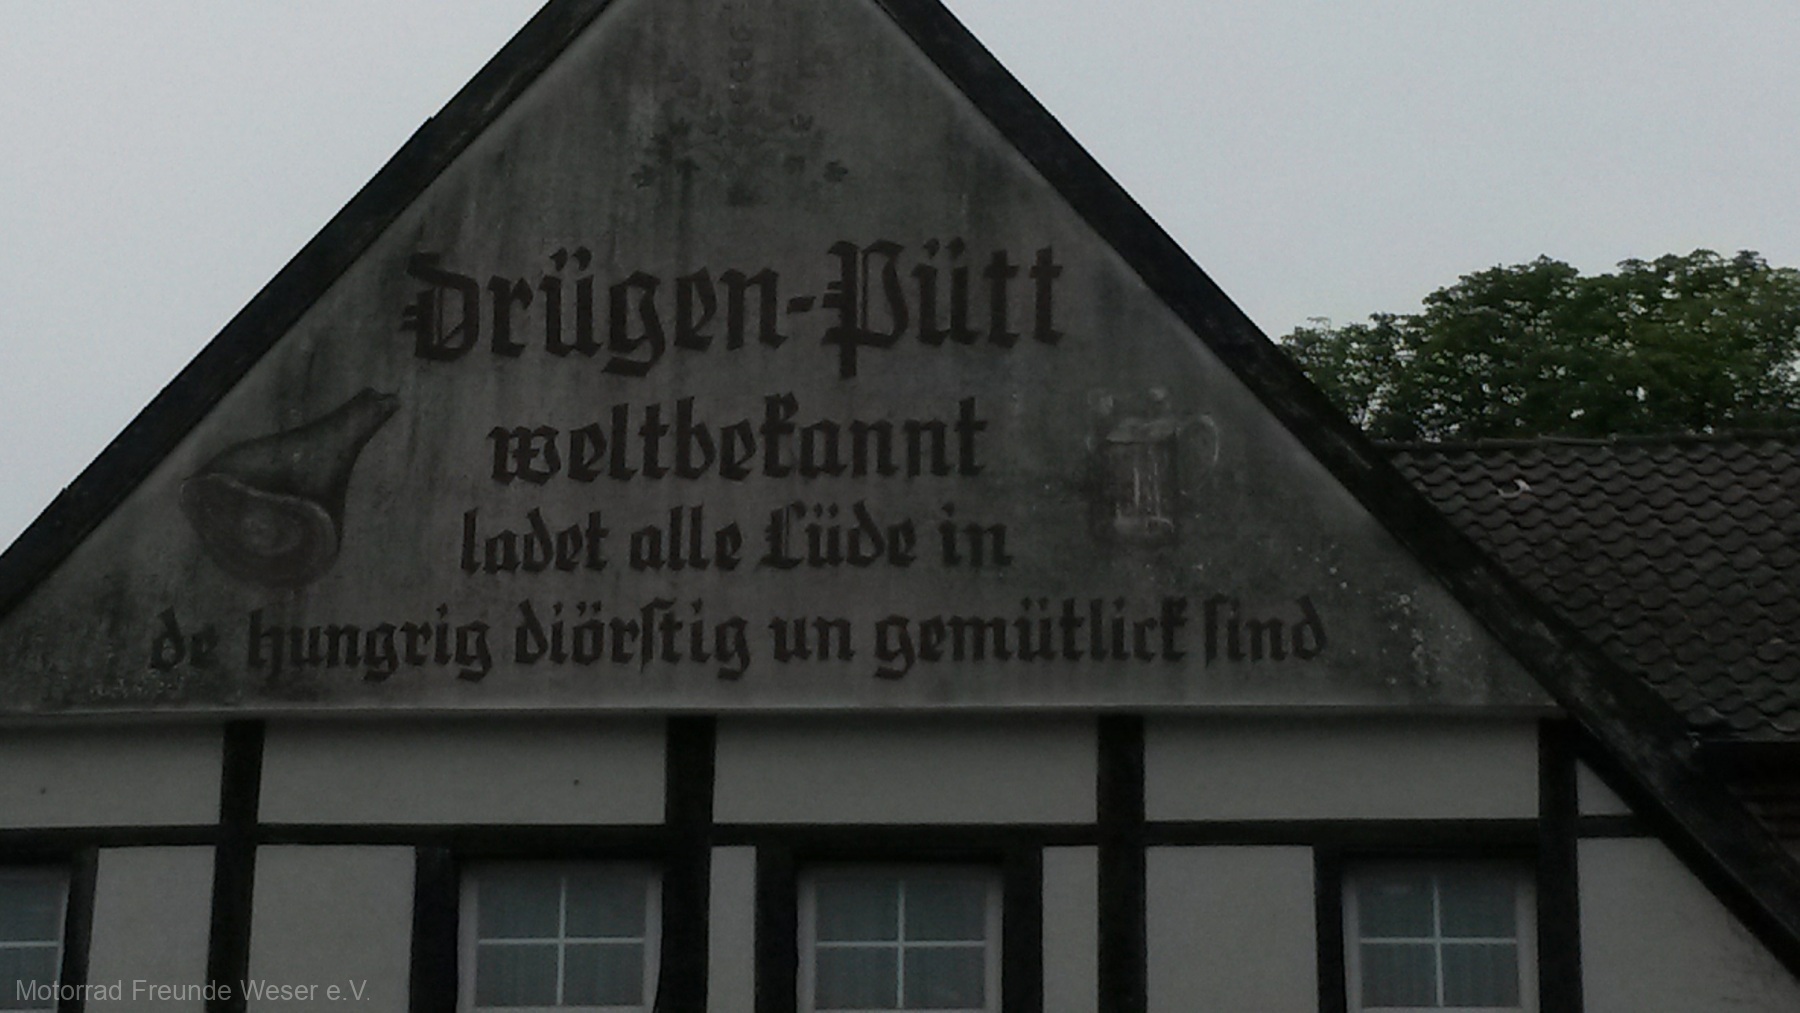 Drügen-Pütt
weltbekannt
ladet alle Lüde in
de hungrig diörstig un gemütlick sind
Motorrad Freunde Weser e.V.